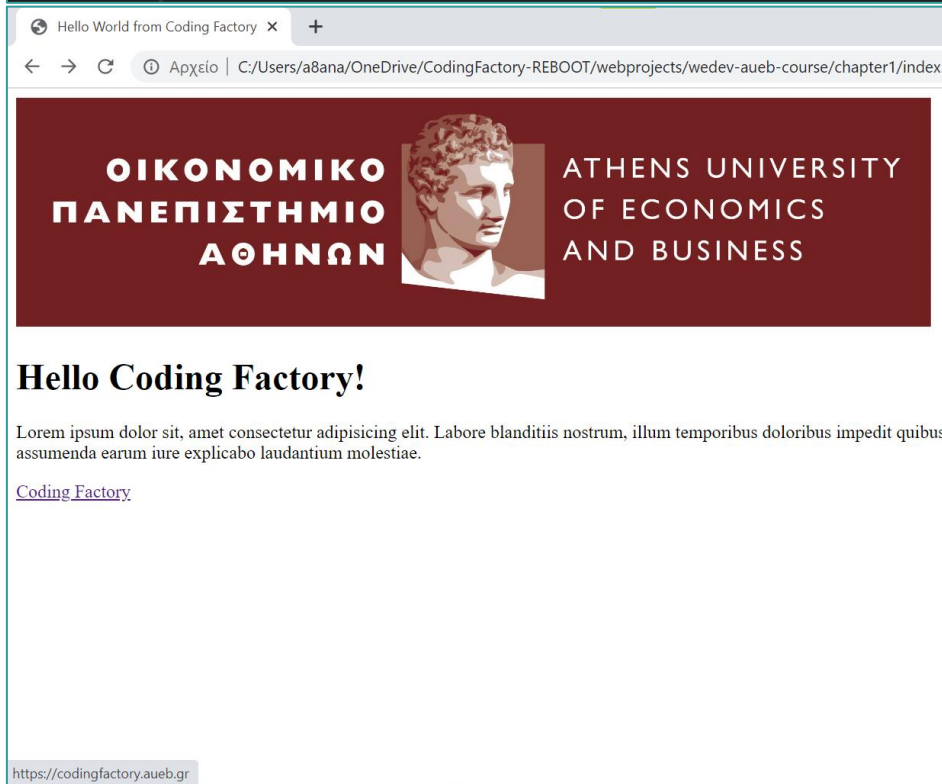 Hello World from Coding Factory
Αρχείο | C:/Users/a8ana/OneDrive/CodingFactory-REBOOT/webprojects/wedev-aueb-course/chapter1/index
ΟΙΚΟΝΟΜΙΚΟ
ΠΑΝΕΠΙΣΤΗΜΙΟ
ΑΘΗΝΩΝ
ATHENS UNIVERSITY
OF ECONOMICS
AND BUSINESS
Hello Coding Factory!
Lorem ipsum dolor sit, amet consectetur adipisicing elit. Labore blanditiis nostrum, illum temporibus doloribus impedit quibus
assumenda earum iure explicabo laudantium molestiae.
Coding Factory
https://codingfactory.aueb.gr